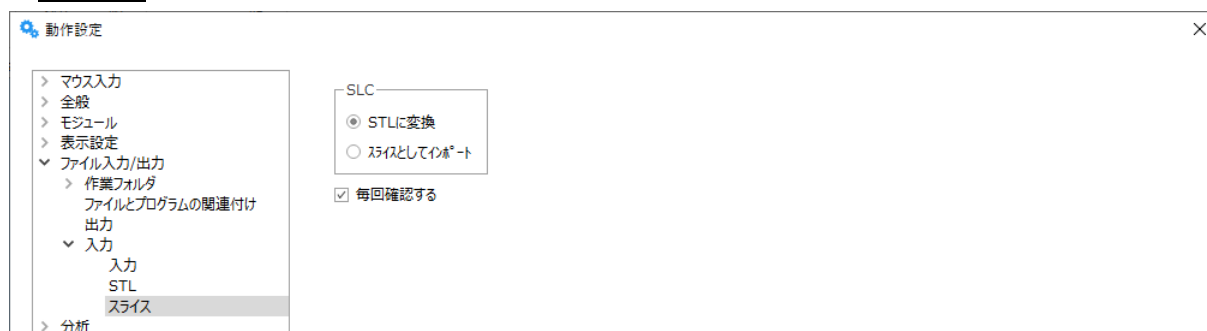 動作設定
マウス入力
全般
モジュール
表示設定
ファイル入力/出力
作業フォルダ
ファイルとプログラムの関連付け
出力
入力
入力
STL
スライス
分析
SLC
STLに変換
ｽﾗｲｽとしてｲﾝﾎﾟｰﾄ
毎回確認する